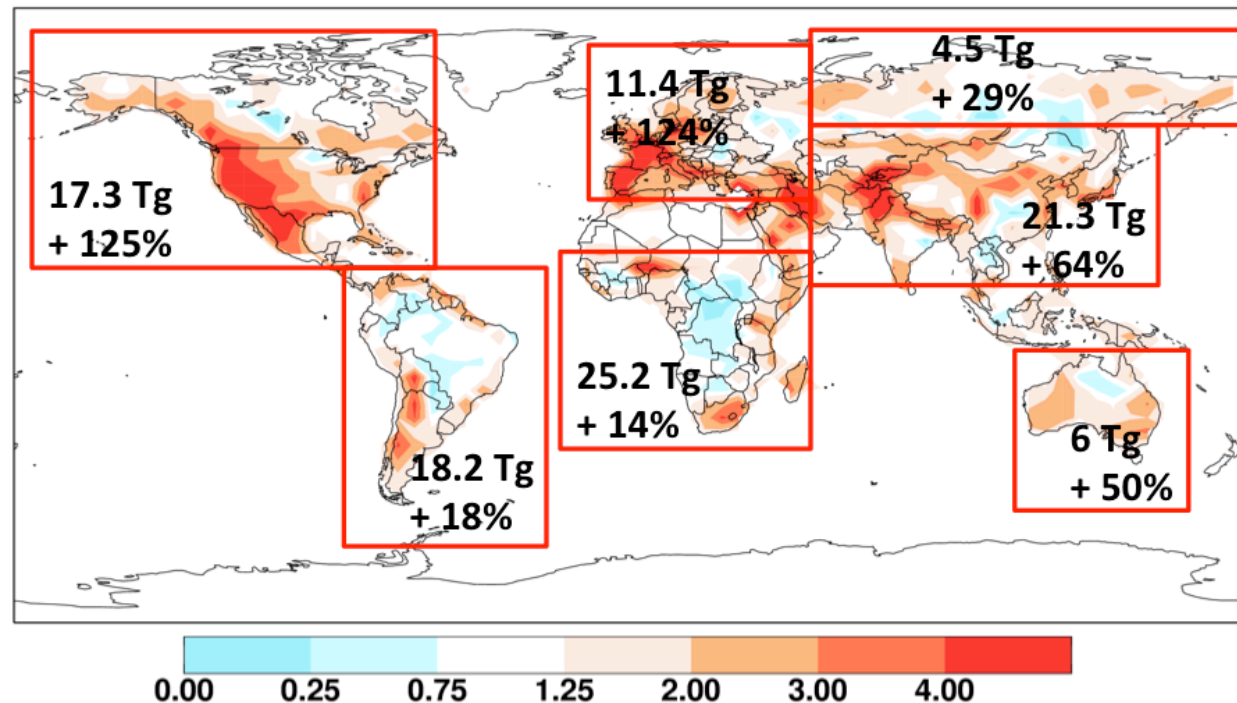 4.5 Tg
+ 29%
11.4 Tg
+ 124%
17.3 Tg
+ 125%
21.3 Tg
+ 64%
25.2 Tg
+ 14%
18.2 Tg
+ 18%
6 Tg
+ 50%
0.00 0.25 0.75 1.25 2.00 3.00 4.00